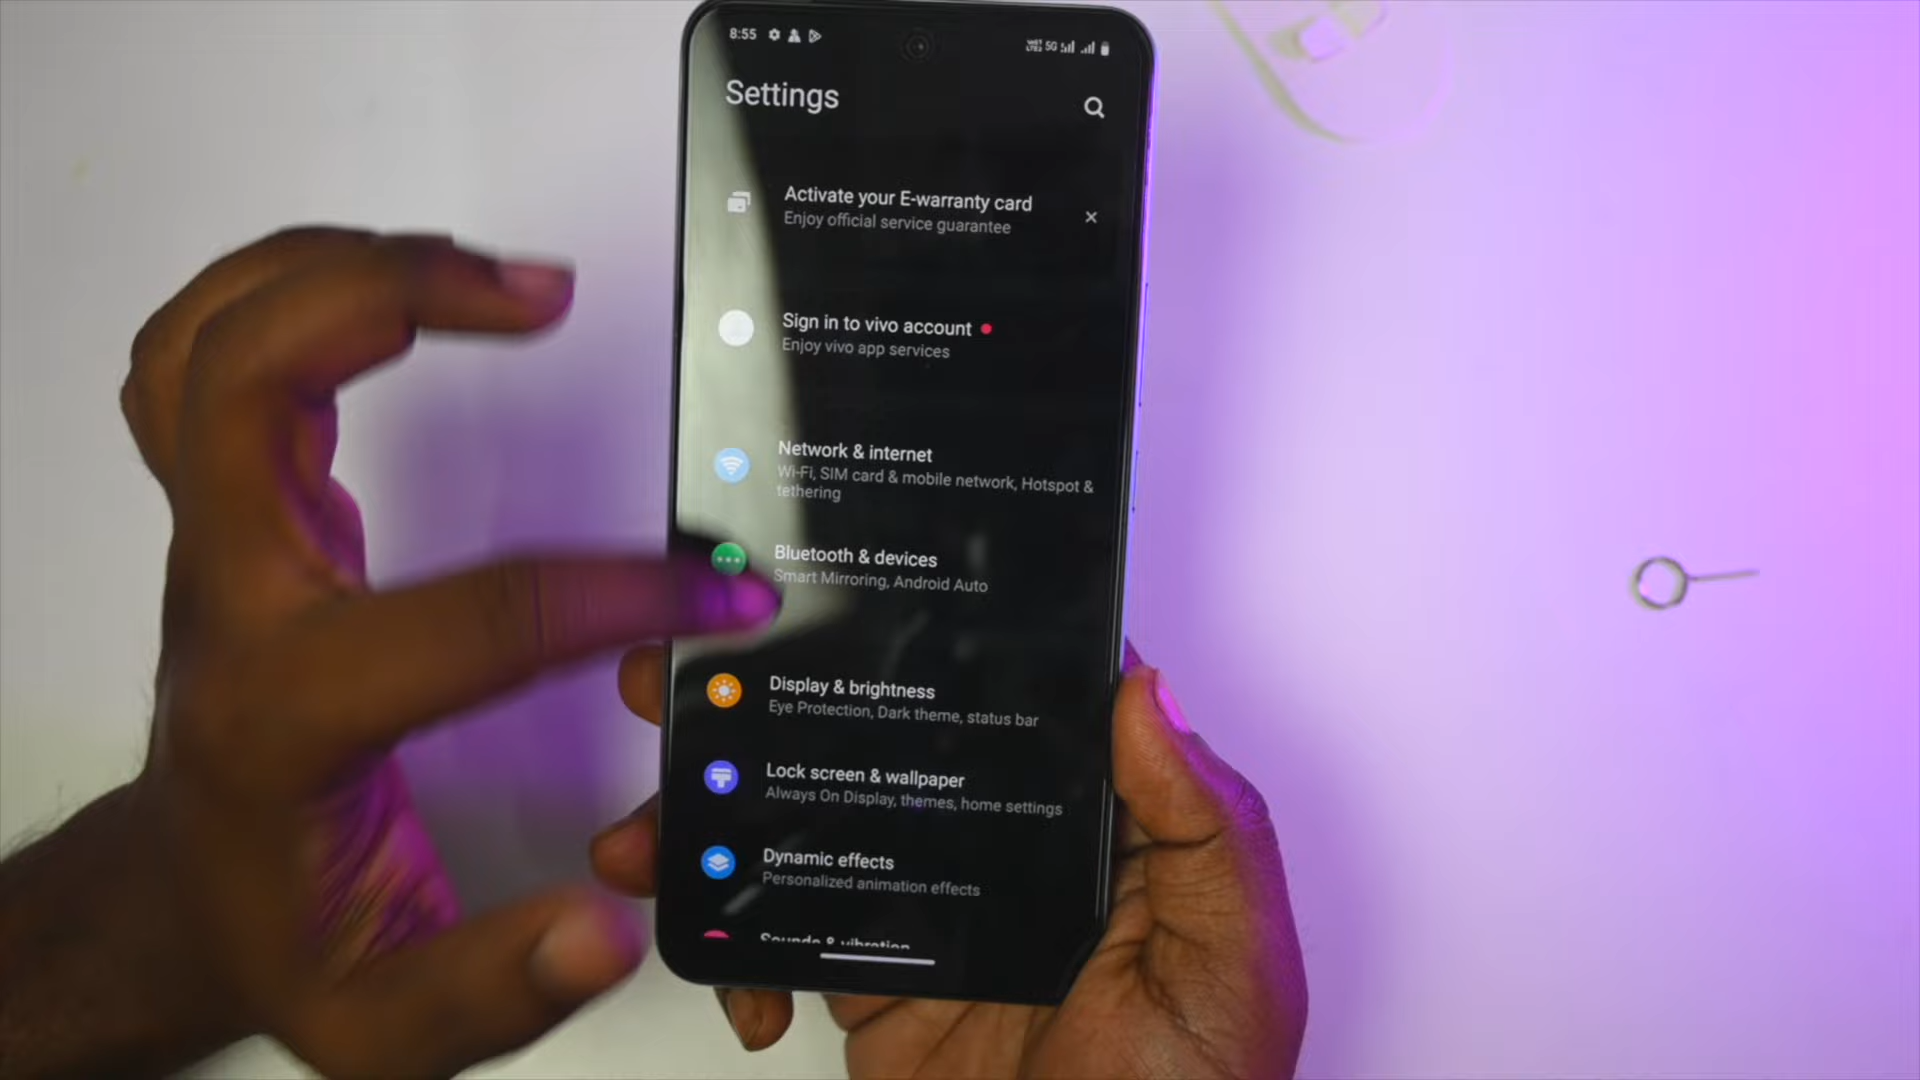 8:55
5G
Settings
Activate your E-warranty card
Enjoy official service guarantee
Sign in to vivo account
Enjoy vivo app services
Network & internet
Wi-Fi, SIM card & mobile network, Hotspot &
tethering
Bluetooth & devices
Smart Mirroring, Android Auto
Display & brightness
Eye Protection, Dark theme, status bar
Lock screen & wallpaper
Always On Display, themes, home settings
Dynamic effects
Personalized animation effects
Sounds & vibration